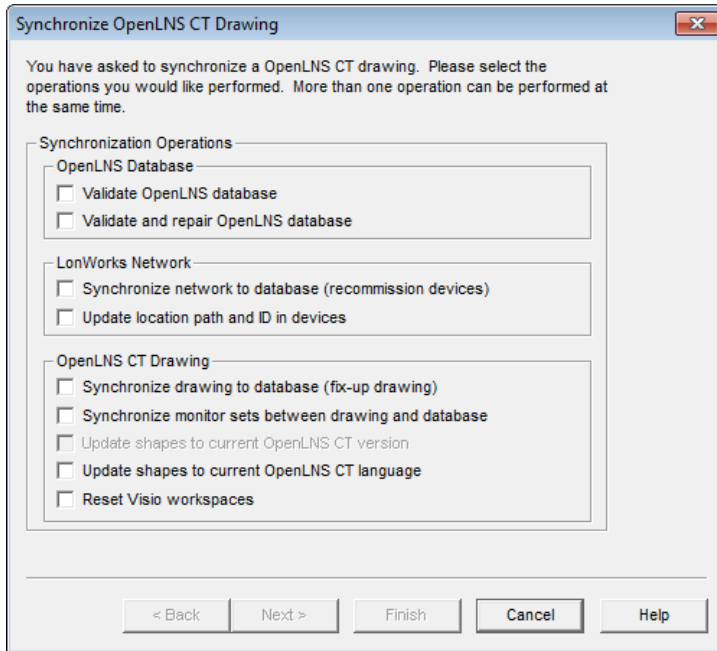 Synchronize OpenLNS CT Drawing
You have asked to synchronize a OpenLNS CT drawing. Please select the
operations you would like performed. More than one operation can be performed at
the same time.
Synchronization Operations
OpenLNS Database
Validate OpenLNS database
Validate and repair OpenLNS database
LonWorks Network
Synchronize network to database (recommission devices)
Update location path and ID in devices
OpenLNS CT Drawing
Synchronize drawing to database (fix-up drawing)
Synchronize monitor sets between drawing and database
Update shapes to current OpenLNS CT version
Update shapes to current OpenLNS CT language
Reset Visio workspaces
< Back Next > Finish Cancel Help